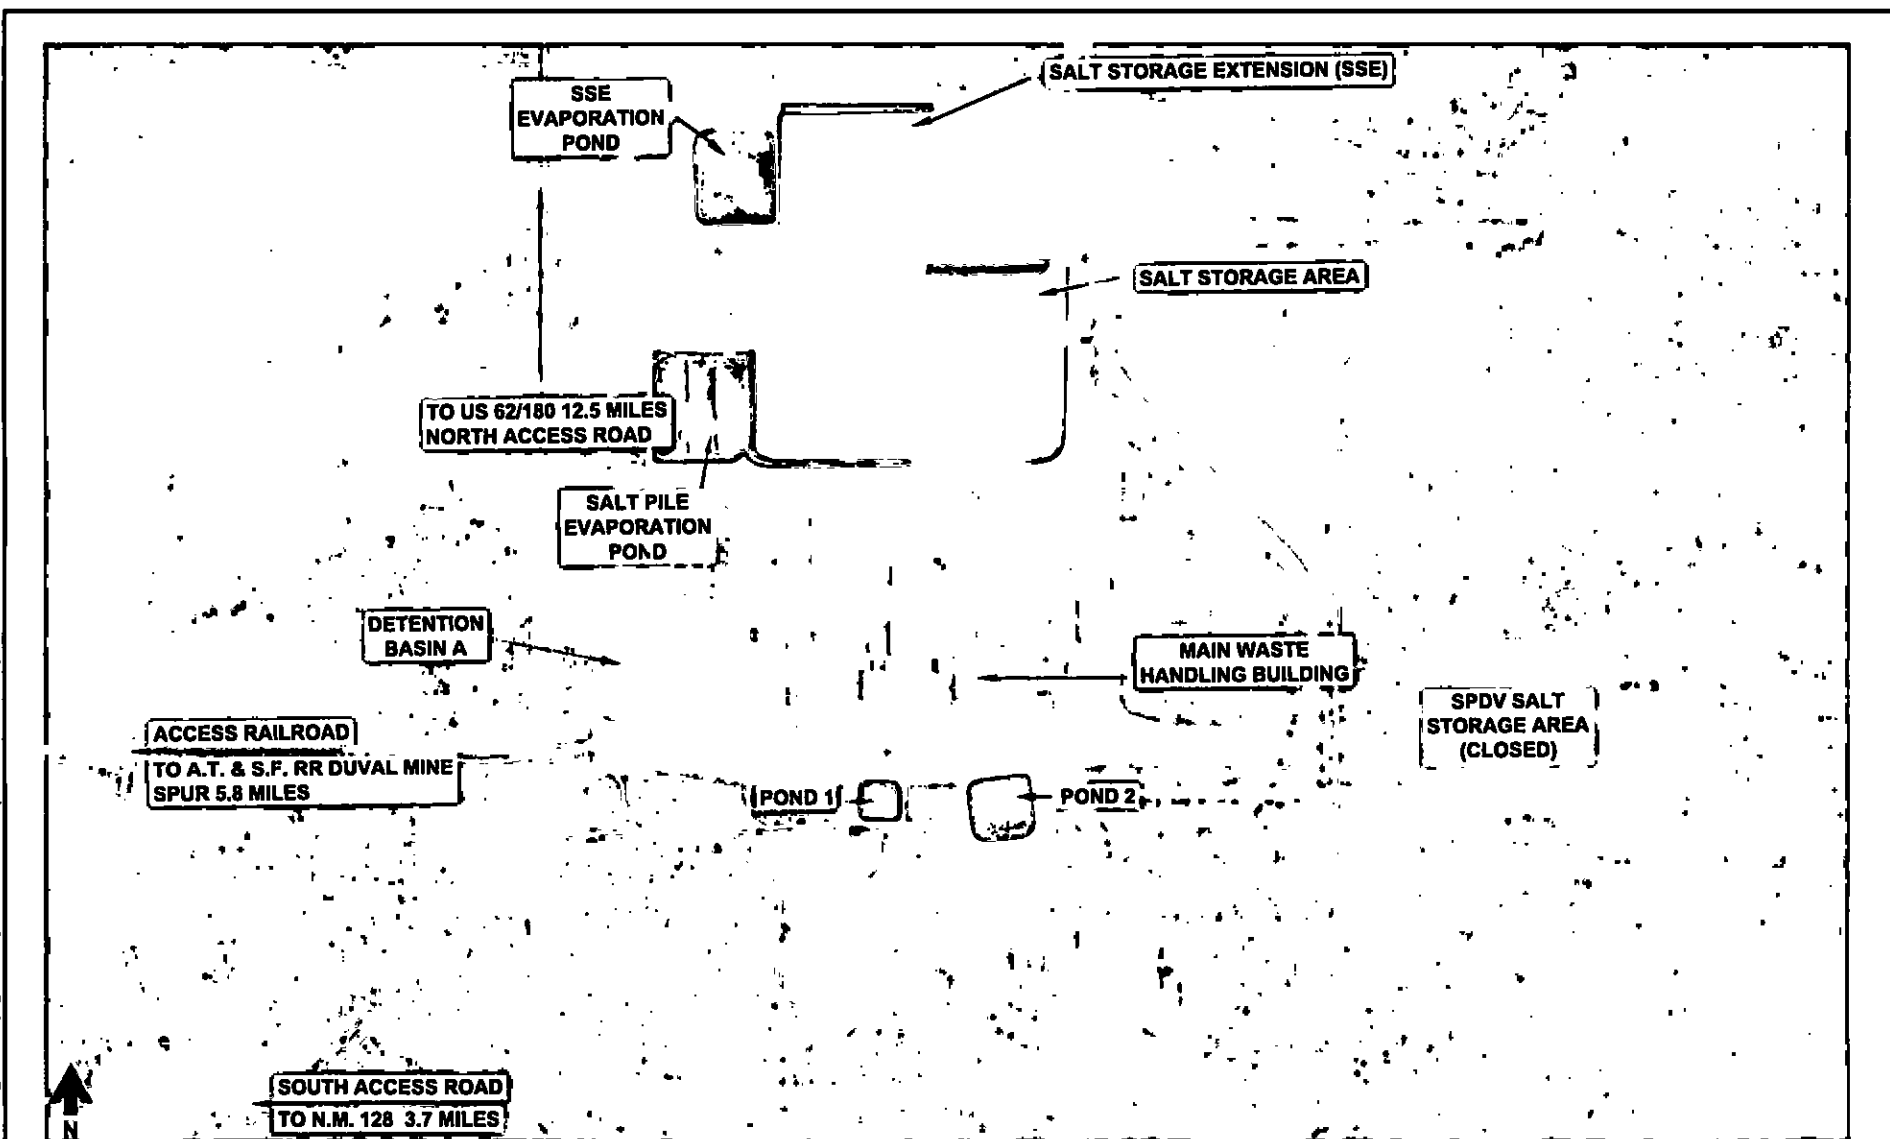 SALT STORAGE EXTENSION (SSE)
SSE
EVAPORATION
POND
SALT STORAGE AREA
TO US 62/180 12.5 MILES
NORTH ACCESS ROAD
SALT PILE
EVAPORATION
POND
DETENTION
BASIN A
MAIN WASTE
HANDLING BUILDING
SPDV SALT
STORAGE AREA
(CLOSED)
ACCESS RAILROAD
TO A.T. & S.F. RR DUVAL MINE
SPUR 5.8 MILES
POND 1
POND 2
SOUTH ACCESS ROAD
TO N.M. 128 3.7 MILES
N